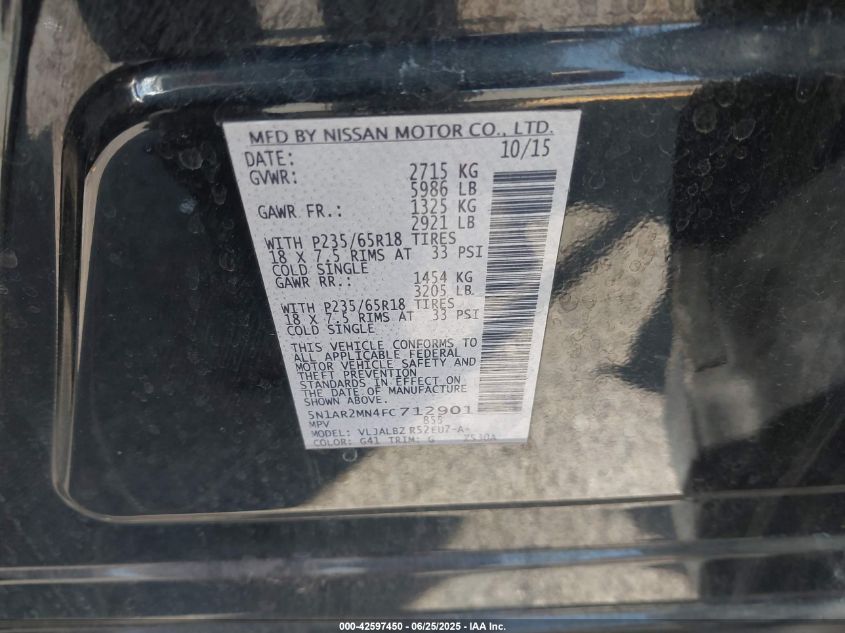 MFD BY NISSAN MOTOR CO., LTD.
DATE: 10/15
GVWR: 2715 KG
5986 LB
GAWR FR.: 1325 KG
2921 LB
WITH P235/65R18 TIRES
18 X 7.5 RIMS AT 33 PSI
COLD SINGLE
GAWR RR.: 1454 KG
3205 LB
WITH P235/65R18 TIRES
18 X 7.5 RIMS AT 33 PSI
COLD SINGLE
THIS VEHICLE CONFORMS TO
ALL APPLICABLE FEDERAL
MOTOR VEHICLE SAFETY AND
THEFT PREVENTION
STANDARDS IN EFFECT ON
THE DATE OF MANUFACTURE
SHOWN ABOVE.
5N1AR2MN4FC712901
MPV
MODEL:
COLOR: G41 TRIM: G
000-42597450 - 06/25/2025 - IAA Inc.